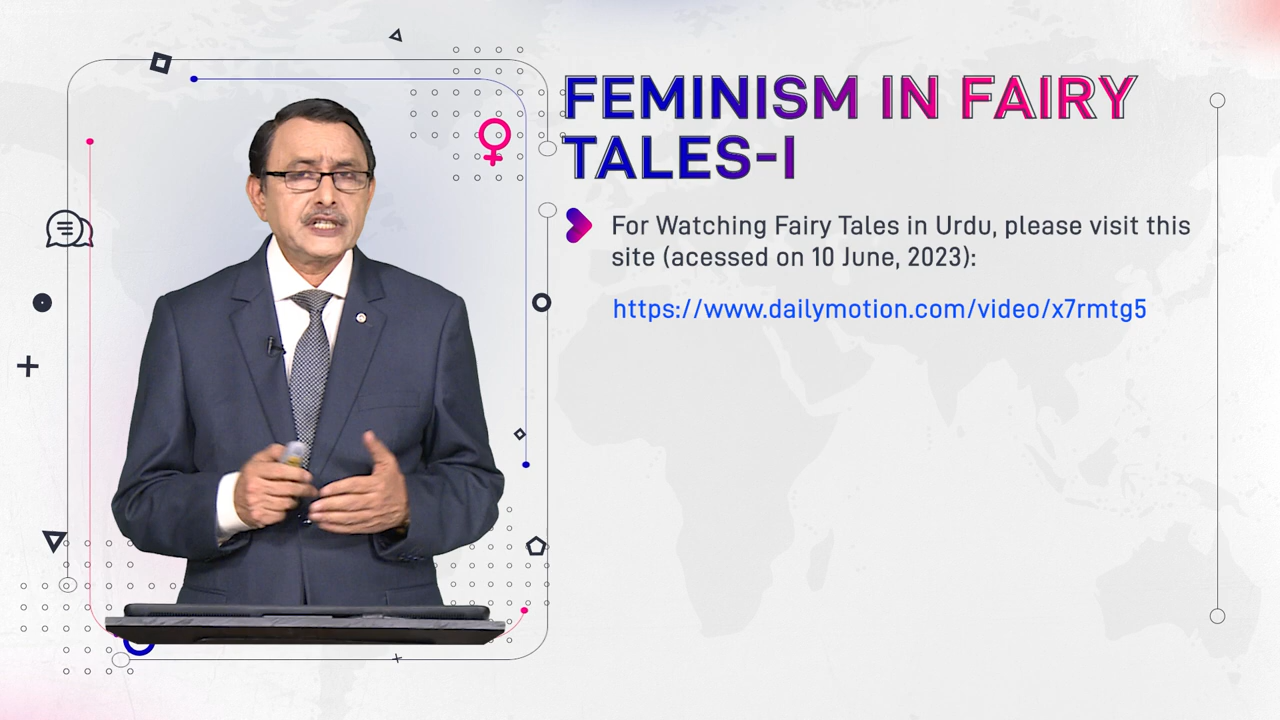 FEMINISM IN FAIRY
TALES-I
For Watching Fairy Tales in Urdu, please visit this
site (acessed on 10 June, 2023):
https://www.dailymotion.com/video/x7rmtg5